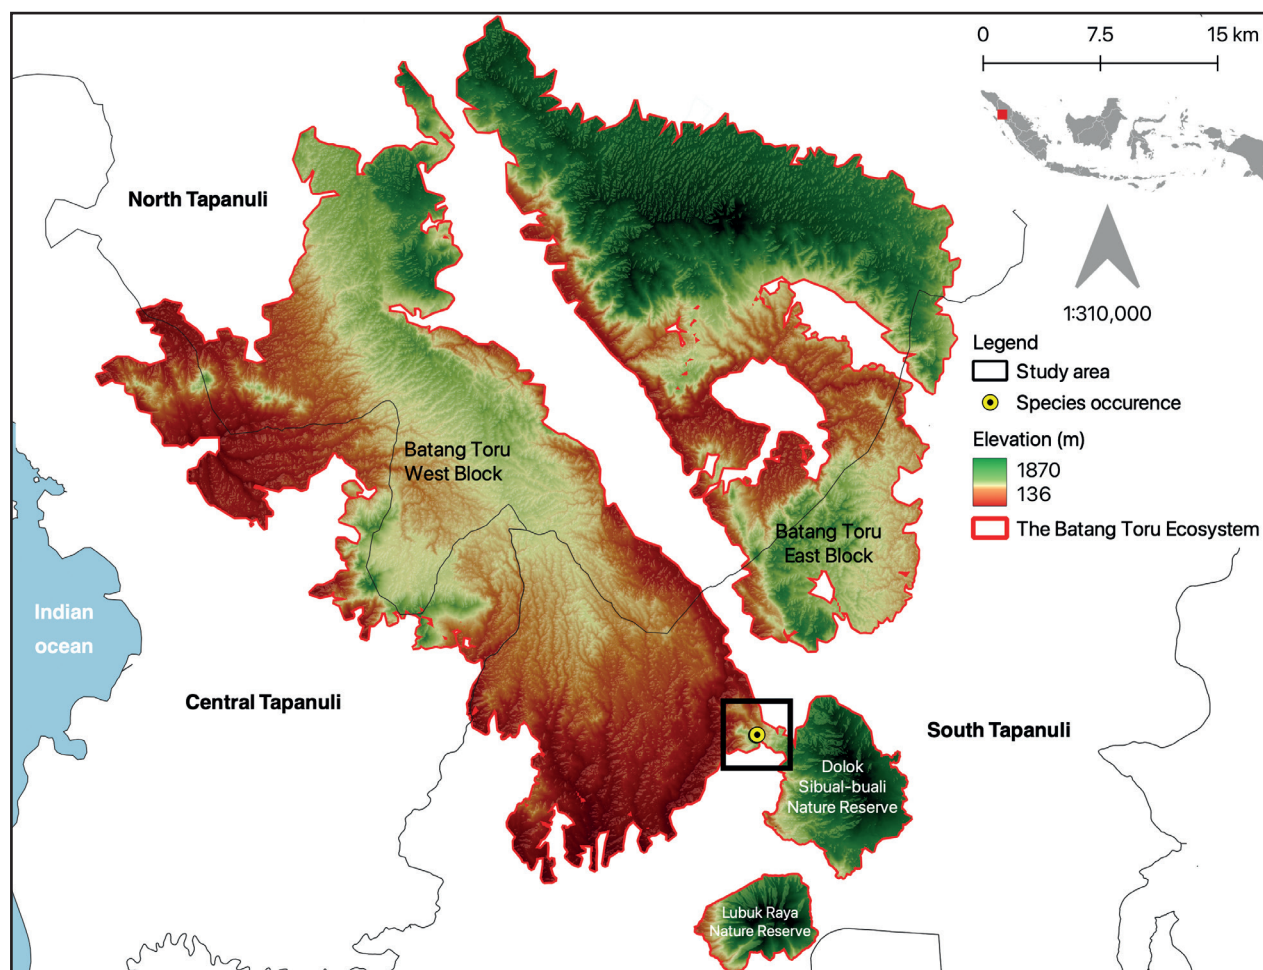 0 7.5 15 km
North Tapanuli
1:310,000
Legend
Study area
Species occurence
Elevation (m)
1870
136
The Batang Toru Ecosystem
Batang Toru
West Block
Batang Toru
East Block
Indian
ocean
Central Tapanuli
South Tapanuli
Dolok
Sibual-buali
Nature Reserve
Lubuk Raya
Nature Reserve